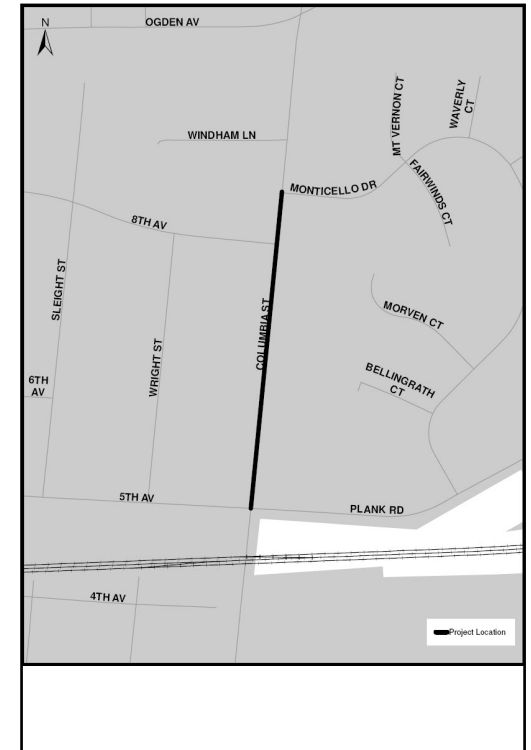 OGDEN AV
N
WINDHAM LN
MT VERNON CT
WAVERLY
CT
MONTICELLO DR
FAIRWINDS CT
8TH AV
SLEIGHT ST
WRIGHT ST
COLUMBIA ST
MORVEN CT
BELLINGRATH
CT
6TH
AV
5TH AV
PLANK RD
4TH AV
Project Location